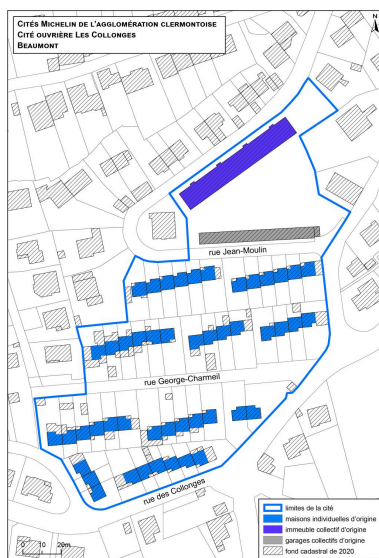 CITÉS MICHELIN DE L'AGGLOMÉRATION CLERMONTOISE
CITÉ OUVRIÈRE LES COLLONGES
BEAUMONT
N
rue Jean-Moulin
rue George-Charmeil
rue des Collonges
0 10 20m
limites de la cité
maisons individuelles d'origine
immeuble collectif d'origine
garages collectifs d'origine
fond cadastral de 2020